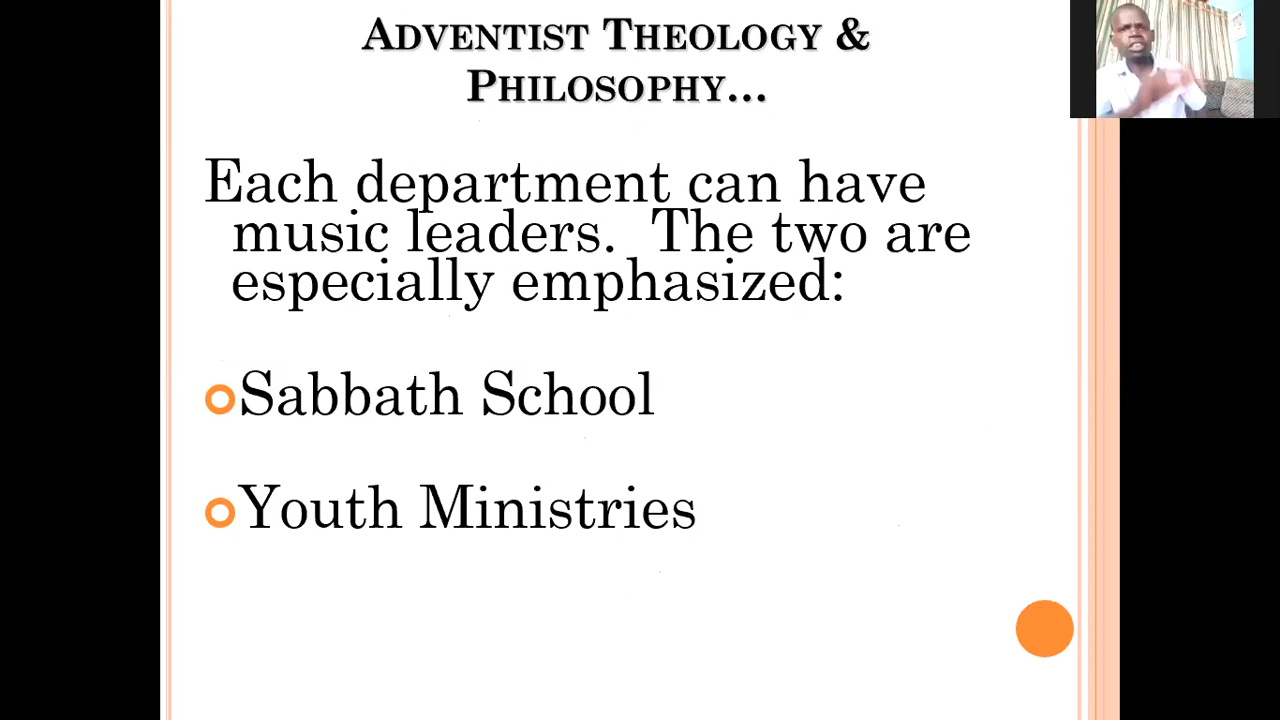 ADVENTIST THEOLOGY &
PHILOSOPHY...
Each department can have
music leaders.  The two are
especially emphasized:
Sabbath School
Youth Ministries